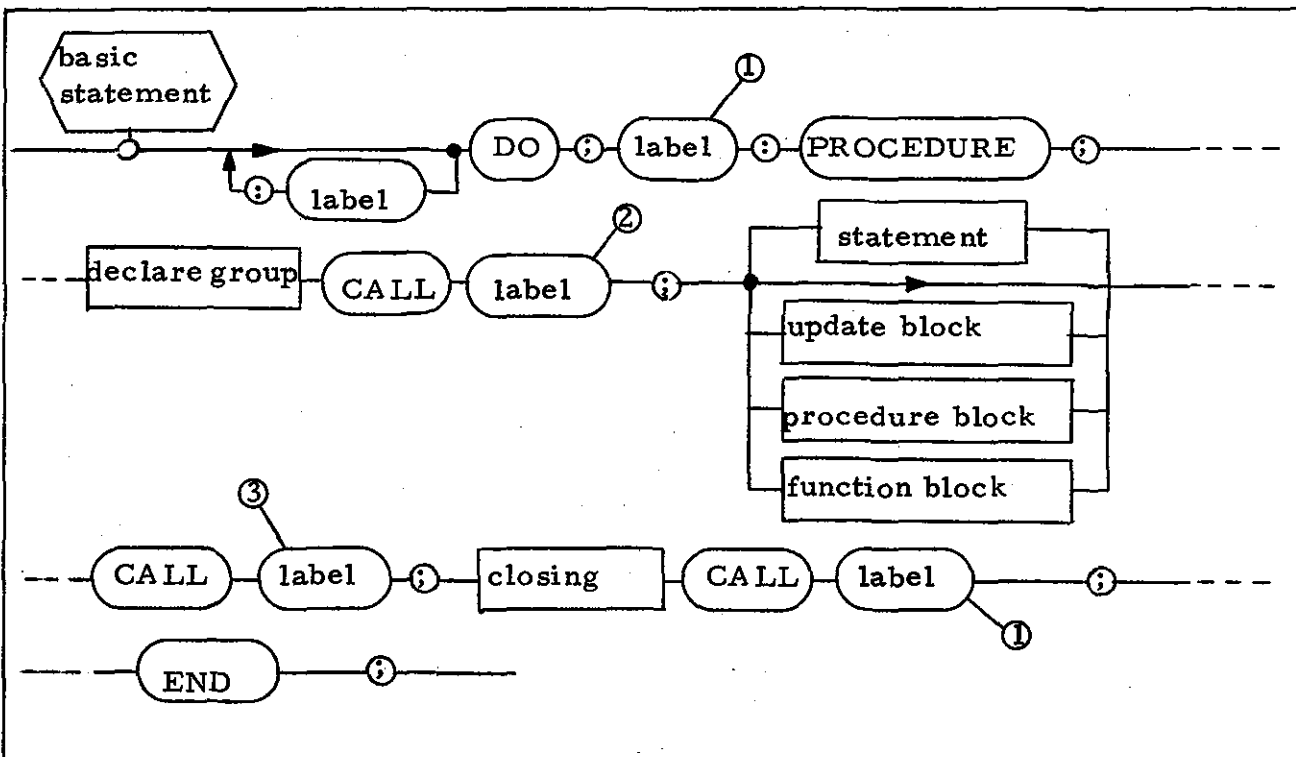 basic
statement
①
DO ; label : PROCEDURE ;
: label
②
statement
declare group CALL label ;
update block
procedure block
function block
③
CALL label ; closing CALL label ;
①
END ;